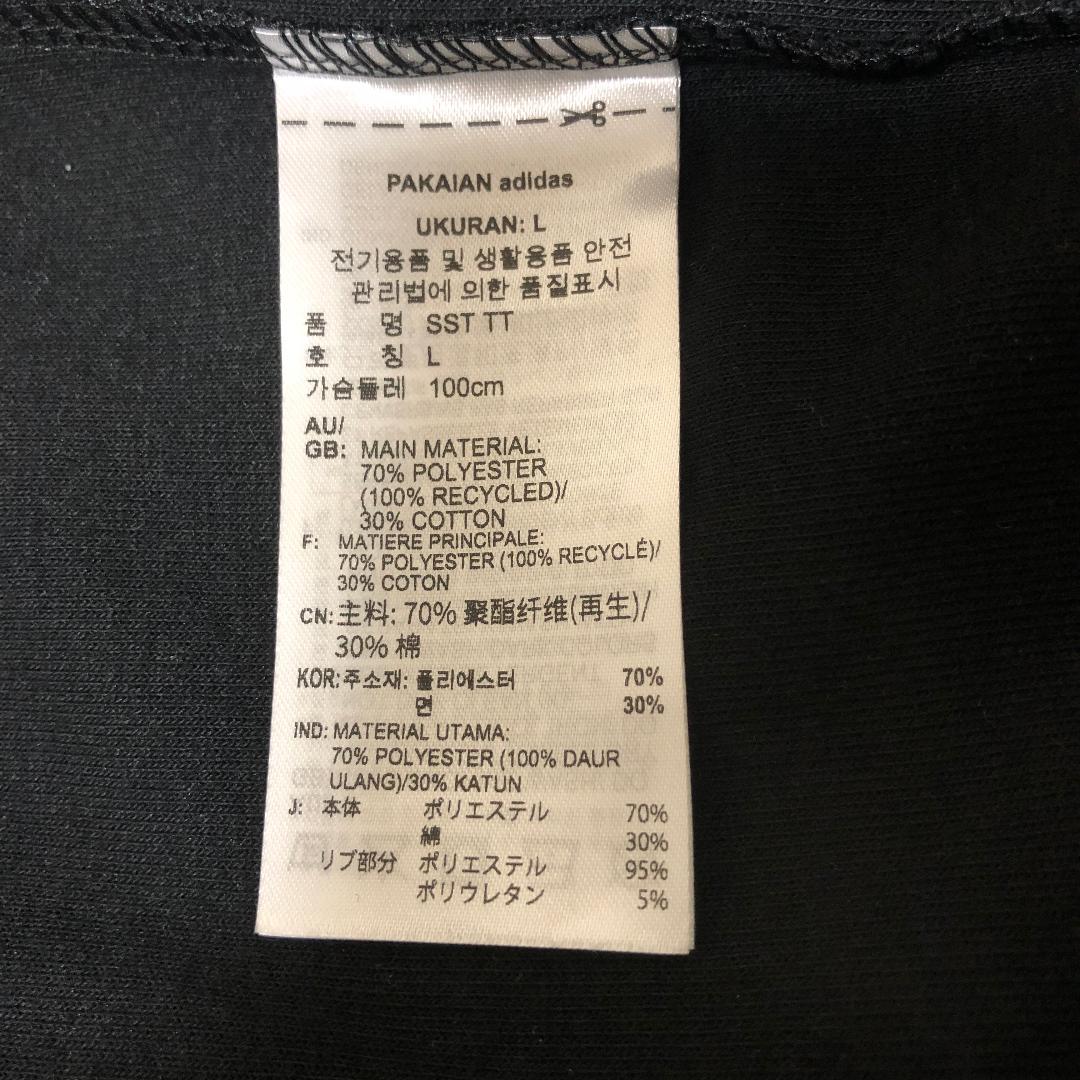 PAKAIAN adidas
UKURAN: L
전기용품 및 생활용품 안전
관리법에 의한 품질표시
품 명 SST TT
호 칭 L
가슴둘레 100cm
AU/
GB: MAIN MATERIAL:
70% POLYESTER
(100% RECYCLED)/
30% COTTON
F: MATIERE PRINCIPALE:
70% POLYESTER (100% RECYCLÉ)/
30% COTON
CN: 主料: 70% 聚酯纤维(再生)/
30% 棉
KOR: 주소재: 폴리에스터 70%
면 30%
IND: MATERIAL UTAMA:
70% POLYESTER (100% DAUR
ULANG)/30% KATUN
J: 本体 ポリエステル 70%
綿 30%
リブ部分 ポリエステル 95%
ポリウレタン 5%